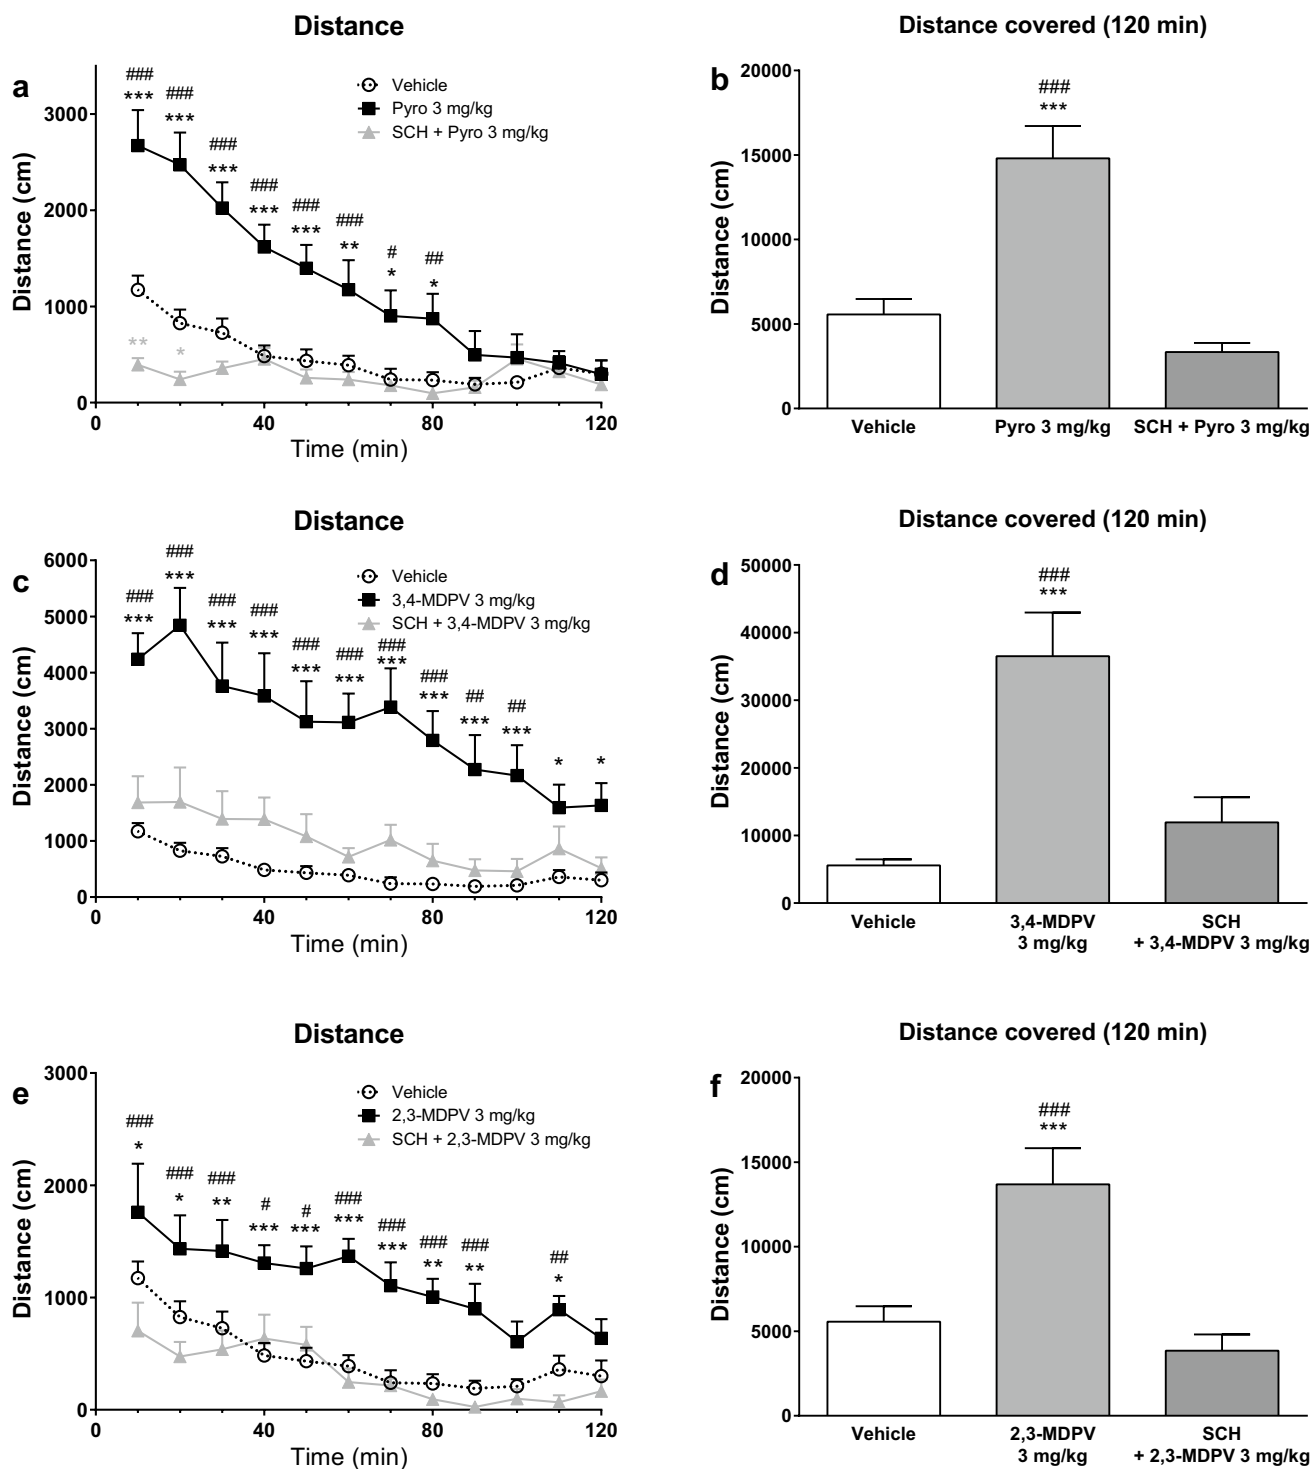 Distance
Distance covered (120 min)
a
Vehicle
Pyro 3 mg/kg
SCH + Pyro 3 mg/kg
###
***
###
***
###
***
###
***
###
***
###
**
#
*
##
*
**
*
Distance (cm)
3000
2000
1000
0
0 40 80 120
Time (min)
b
###
***
Distance (cm)
20000
15000
10000
5000
0
Vehicle Pyro 3 mg/kg SCH + Pyro 3 mg/kg
Distance
Distance covered (120 min)
c
Vehicle
3,4-MDPV 3 mg/kg
SCH + 3,4-MDPV 3 mg/kg
###
***
###
***
###
***
###
***
###
***
###
***
###
***
###
***
##
***
##
***
*
*
Distance (cm)
6000
5000
4000
3000
2000
1000
0
0 40 80 120
Time (min)
d
###
***
Distance (cm)
50000
40000
30000
20000
10000
0
Vehicle 3,4-MDPV SCH
3 mg/kg + 3,4-MDPV 3 mg/kg
Distance
Distance covered (120 min)
e
Vehicle
2,3-MDPV 3 mg/kg
SCH + 2,3-MDPV 3 mg/kg
###
*
###
*
###
**
#
***
#
***
###
***
###
***
###
**
###
**
##
*
Distance (cm)
3000
2000
1000
0
0 40 80 120
Time (min)
f
###
***
Distance (cm)
20000
15000
10000
5000
0
Vehicle 2,3-MDPV SCH
3 mg/kg + 2,3-MDPV 3 mg/kg